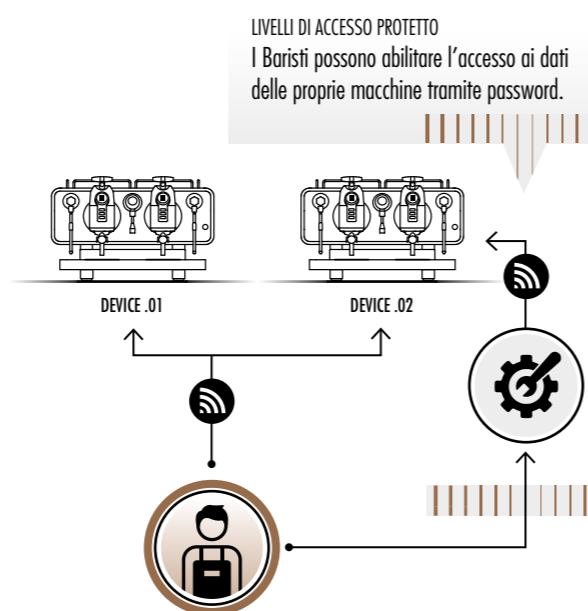 LIVELLI DI ACCESSO PROTETTO
I Baristi possono abilitare l’accesso ai dati
delle proprie macchine tramite password.
DEVICE .01
DEVICE .02